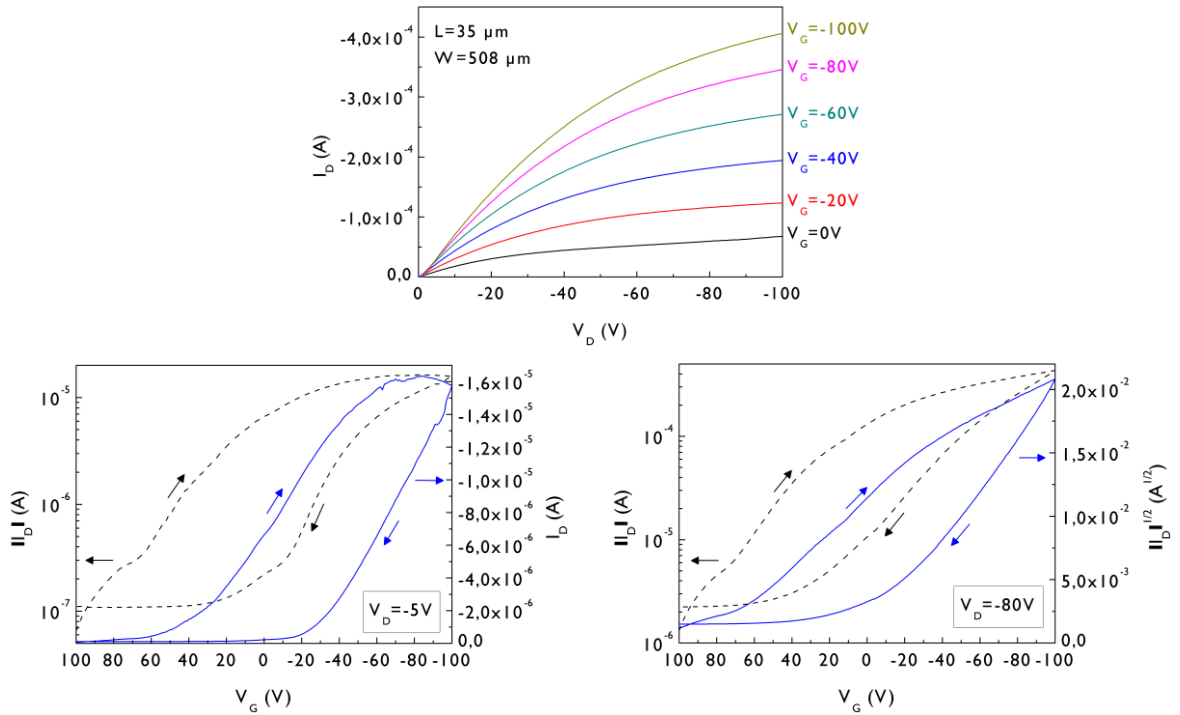 -4,0x10⁻⁴
-3,0x10⁻⁴
-2,0x10⁻⁴
-1,0x10⁻⁴
0,0
I_D (A)
L=35 µm
W=508 µm
V_G=-100V
V_G=-80V
V_G=-60V
V_G=-40V
V_G=-20V
V_G=0V
0 -20 -40 -60 -80 -100
V_D (V)
10⁻⁵
10⁻⁶
10⁻⁷
|I_D| (A)
-1,6x10⁻⁵
-1,4x10⁻⁵
-1,2x10⁻⁵
-1,0x10⁻⁵
-8,0x10⁻⁶
-6,0x10⁻⁶
-4,0x10⁻⁶
-2,0x10⁻⁶
0,0
I_D (A)
V_D=-5V
100 80 60 40 20 0 -20 -40 -60 -80 -100
V_G (V)
10⁻⁴
10⁻⁵
10⁻⁶
|I_D| (A)
2,0x10⁻²
1,5x10⁻²
1,0x10⁻²
5,0x10⁻³
0,0
|I_D|^1/2 (A^1/2)
V_D=-80V
100 80 60 40 20 0 -20 -40 -60 -80 -100
V_G (V)